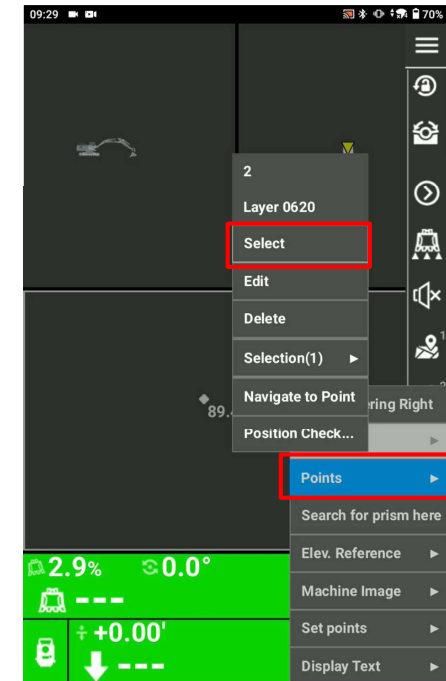 09:29
70%
2
Layer 0620
Select
Edit
Delete
Selection(1)
Navigate to Point
Position Check...
1
89.
ering Right
Points
Search for prism here
Elev. Reference
Machine Image
Set points
Display Text
2.9%
0.0°
---
+0.00'
---